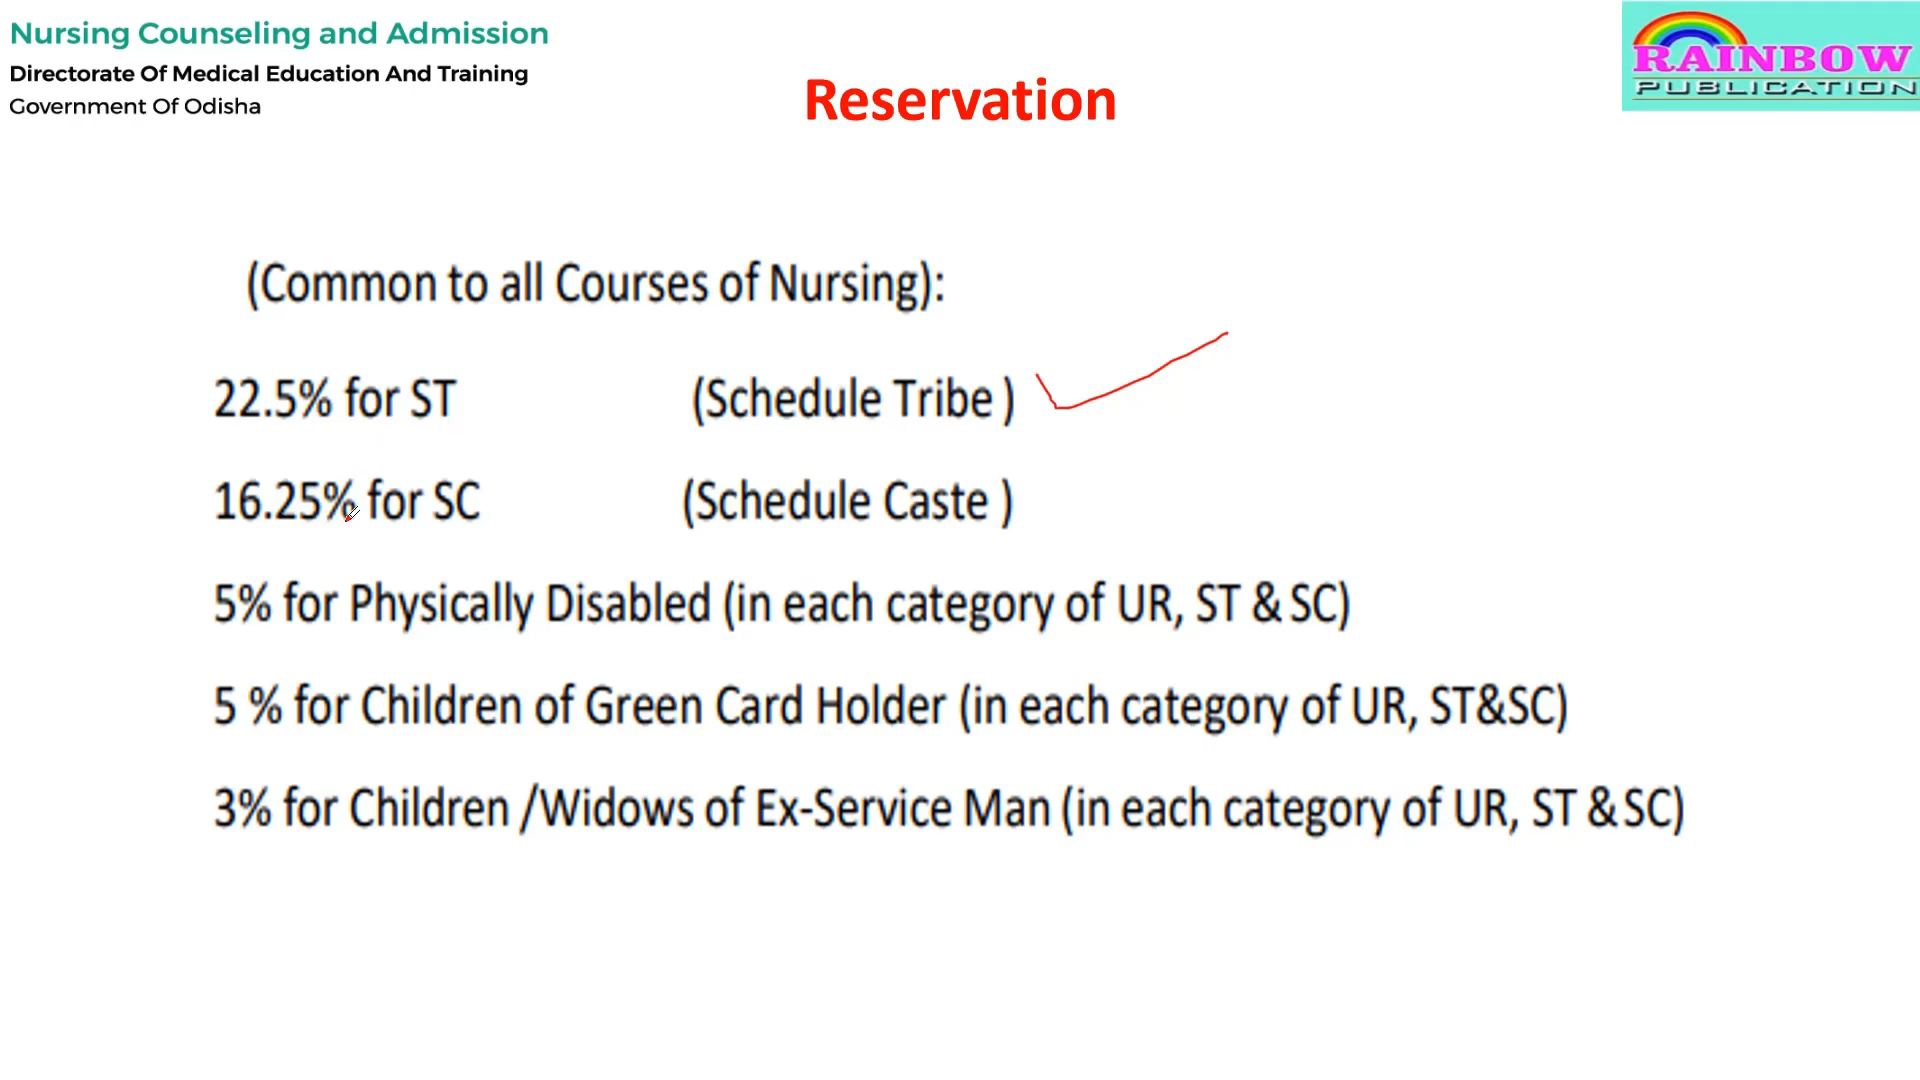 Nursing Counseling and Admission
Directorate Of Medical Education And Training
Government Of Odisha
RAINBOW
PUBLICATION
Reservation
(Common to all Courses of Nursing):
22.5% for ST (Schedule Tribe )
16.25% for SC (Schedule Caste )
5% for Physically Disabled (in each category of UR, ST & SC)
5 % for Children of Green Card Holder (in each category of UR, ST&SC)
3% for Children /Widows of Ex-Service Man (in each category of UR, ST & SC)